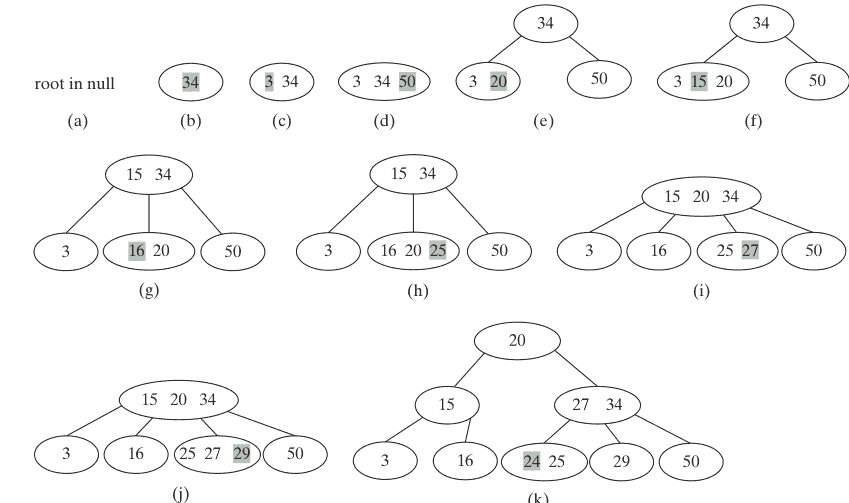 34
34
root in null
34
3 34
3 34 50
3 20
50
3 15 20
50
(a)
(b)
(c)
(d)
(e)
(f)
15 34
15 34
15 20 34
3
16 20
50
3
16 20 25
50
3
16
25 27
50
(g)
(h)
(i)
20
15 20 34
15
27 34
3
16
25 27 29
50
3
16
24 25
29
50
(j)
(k)